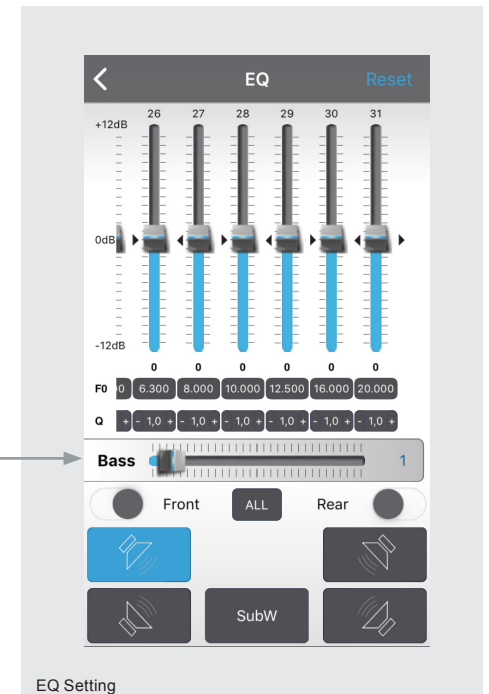 EQ Reset
26 27 28 29 30 31
+12dB
0dB
-12dB
0 0 0 0 0 0
F0 0 6.300 8.000 10.000 12.500 16.000 20.000
Q + - 1,0 + - 1,0 + - 1,0 + - 1,0 + - 1,0 + - 1,0 +
Bass 1
Front ALL Rear
SubW
EQ Setting